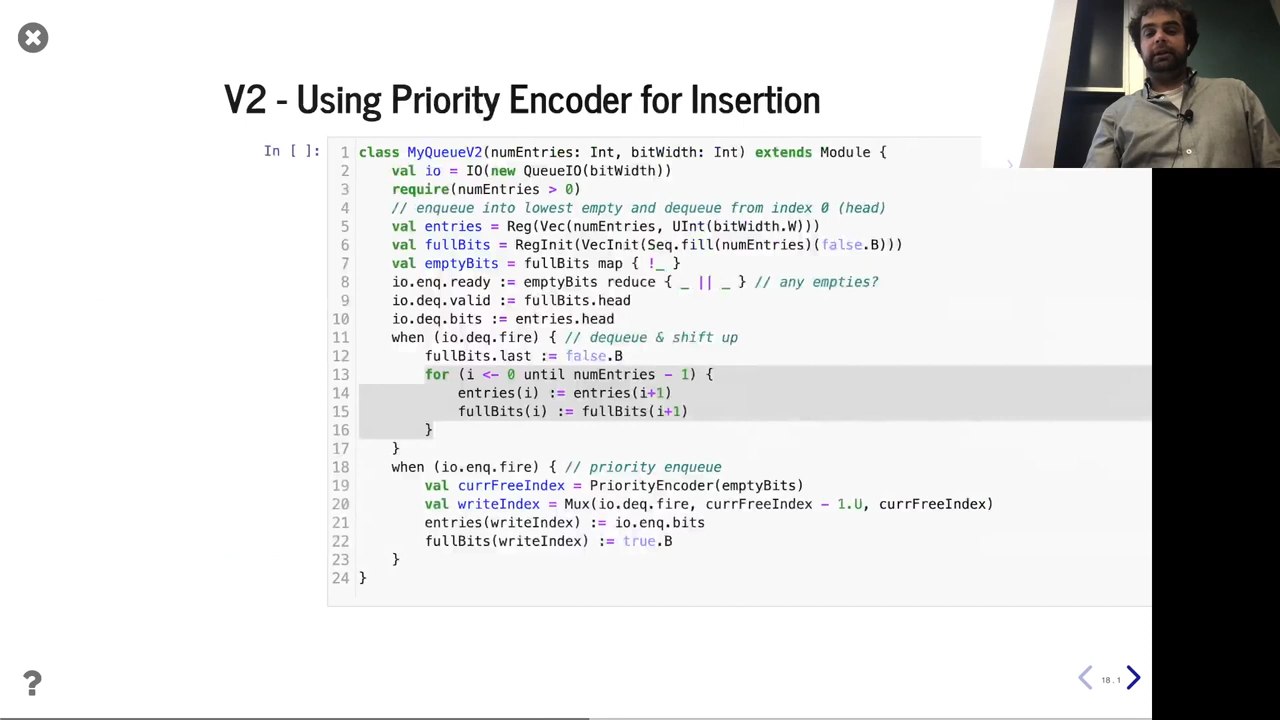 V2 - Using Priority Encoder for Insertion
In [ ]:
1 class MyQueueV2(numEntries: Int, bitWidth: Int) extends Module {
2 val io = IO(new QueueIO(bitWidth))
3 require(numEntries > 0)
4 // enqueue into lowest empty and dequeue from index 0 (head)
5 val entries = Reg(Vec(numEntries, UInt(bitWidth.W)))
6 val fullBits = RegInit(VecInit(Seq.fill(numEntries)(false.B)))
7 val emptyBits = fullBits map { !_ }
8 io.enq.ready := emptyBits reduce { _ || _ } // any empties?
9 io.deq.valid := fullBits.head
10 io.deq.bits := entries.head
11 when (io.deq.fire) { // dequeue & shift up
12 fullBits.last := false.B
13 for (i <- 0 until numEntries - 1) {
14 entries(i) := entries(i+1)
15 fullBits(i) := fullBits(i+1)
16 }
17 }
18 when (io.enq.fire) { // priority enqueue
19 val currFreeIndex = PriorityEncoder(emptyBits)
20 val writeIndex = Mux(io.deq.fire, currFreeIndex - 1.U, currFreeIndex)
21 entries(writeIndex) := io.enq.bits
22 fullBits(writeIndex) := true.B
23 }
24 }
?
18.1